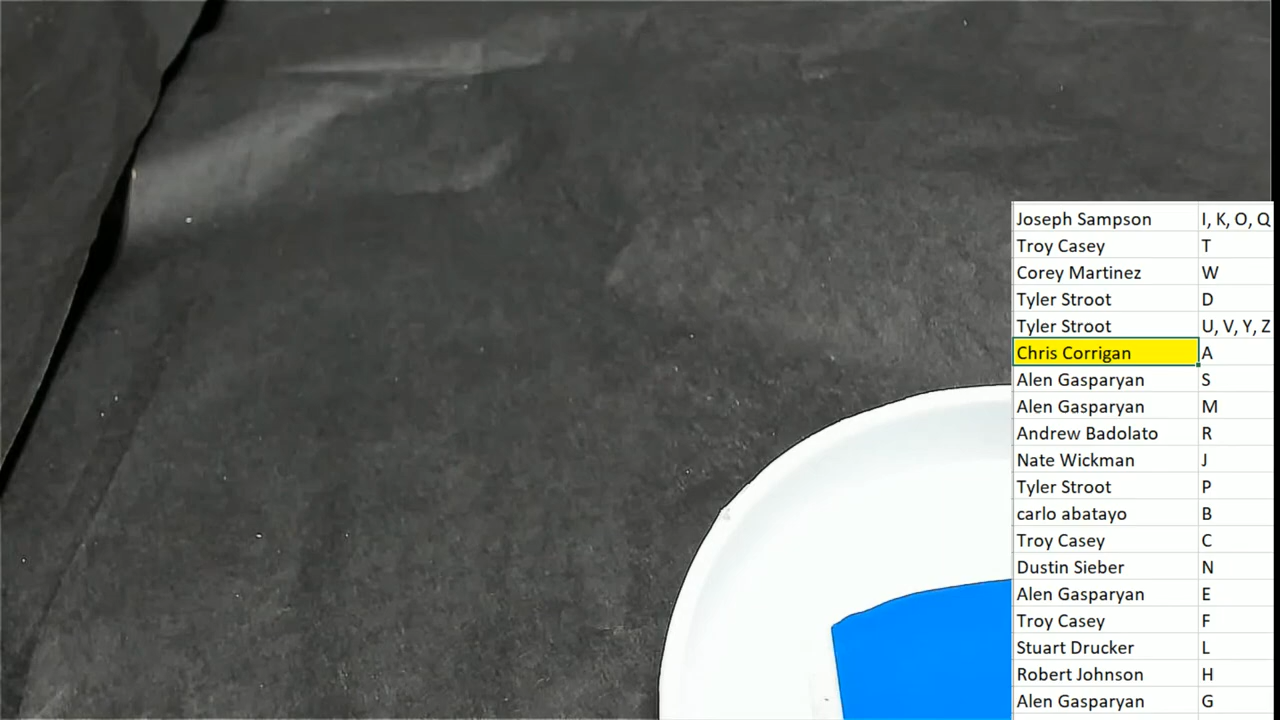 Joseph Sampson I, K, O, Q
Troy Casey T
Corey Martinez W
Tyler Stroot D
Tyler Stroot U, V, Y, Z
Chris Corrigan A
Alen Gasparyan S
Alen Gasparyan M
Andrew Badolato R
Nate Wickman J
Tyler Stroot P
carlo abatayo B
Troy Casey C
Dustin Sieber N
Alen Gasparyan E
Troy Casey F
Stuart Drucker L
Robert Johnson H
Alen Gasparyan G